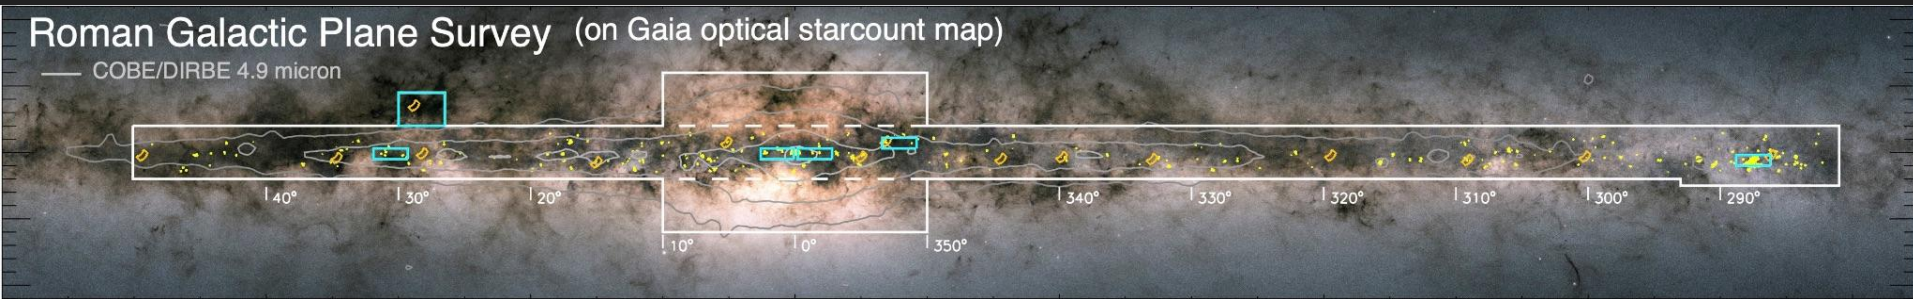 Roman Galactic Plane Survey (on Gaia optical starcount map)
COBE/DIRBE 4.9 micron
40° 30° 20° 340° 330° 320° 310° 300° 290°
10° 0° 350°